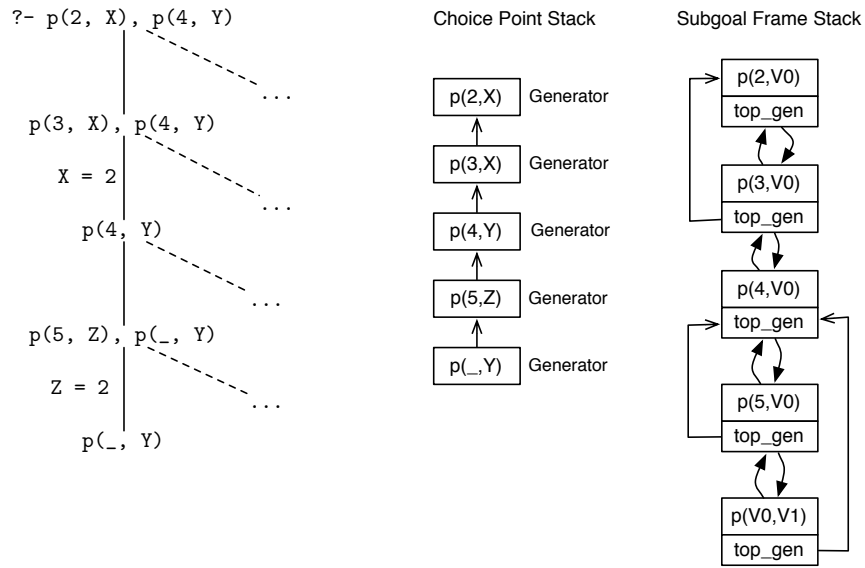 ?- p(2, X), p(4, Y)
...
p(3, X), p(4, Y)
X = 2
...
p(4, Y)
...
p(5, Z), p(_, Y)
Z = 2
...
p(_, Y)
Choice Point Stack
p(2,X) Generator
p(3,X) Generator
p(4,Y) Generator
p(5,Z) Generator
p(_,Y) Generator
Subgoal Frame Stack
p(2,V0)
top_gen
p(3,V0)
top_gen
p(4,V0)
top_gen
p(5,V0)
top_gen
p(V0,V1)
top_gen